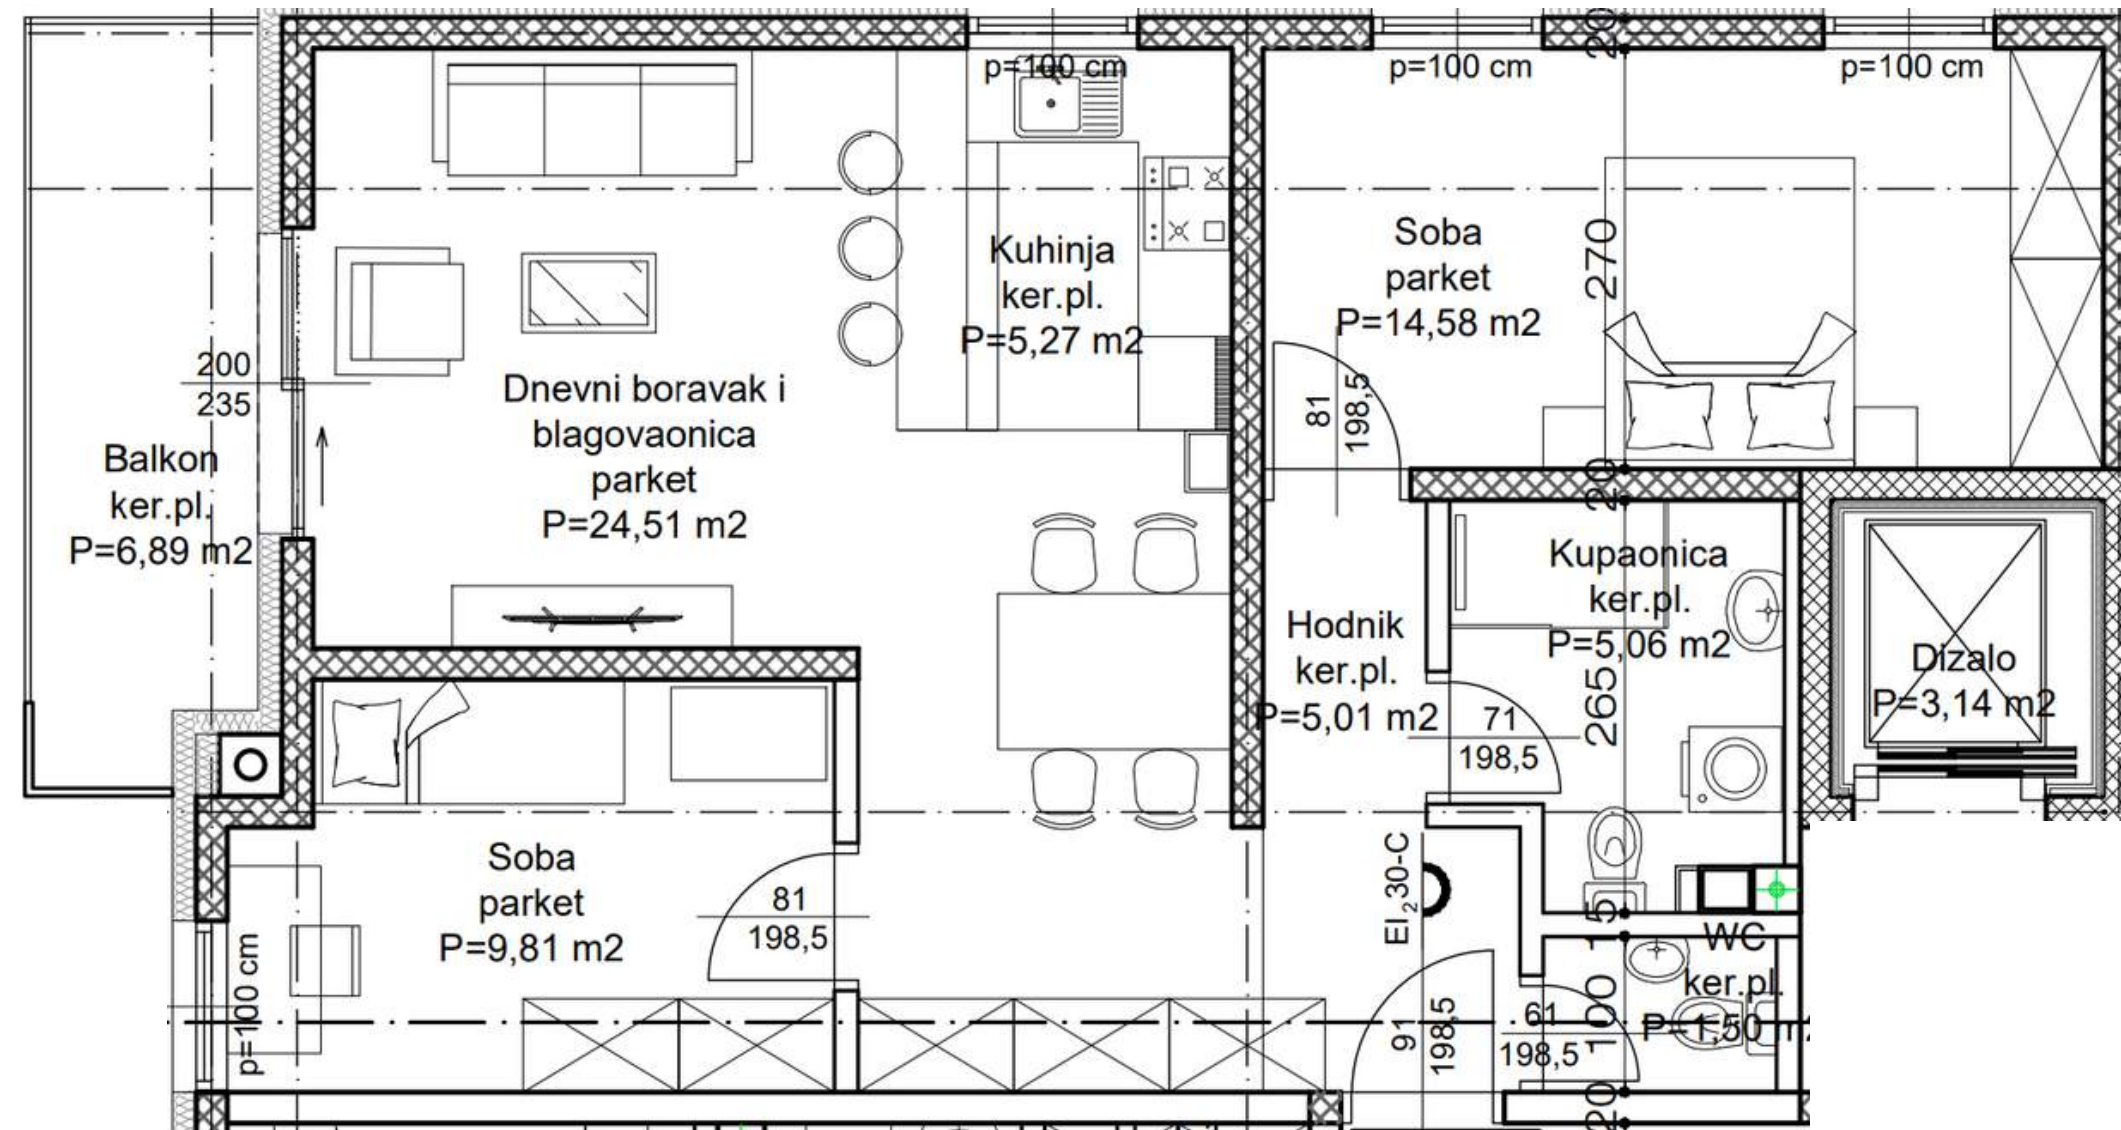 p=100 cm
p=100 cm
p=100 cm
20
Kuhinja
ker.pl.
P=5,27 m2
Soba
parket
P=14,58 m2
270
200
235
Dnevni boravak i
blagovaonica
parket
P=24,51 m2
81
198,5
Balkon
ker.pl.
P=6,89 m2
20
Kupaonica
ker.pl.
P=5,06 m2
Hodnik
ker.pl.
P=5,01 m2
265
Dizalo
P=3,14 m2
71
198,5
Soba
parket
P=9,81 m2
81
198,5
EI₂30-C
15
WC
ker.pl.
P=1,50 m2
p=100 cm
91
198,5
61
198,5
100
20